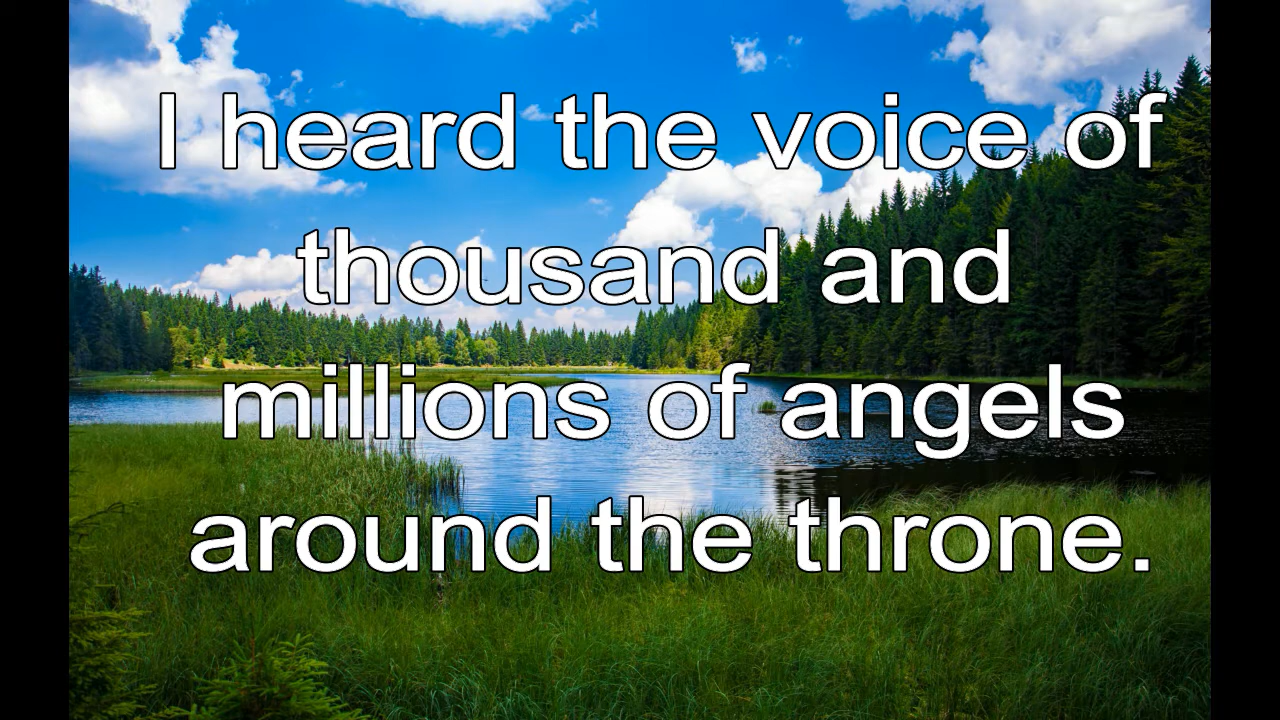 I heard the voice of
thousand and
millions of angels
around the throne.